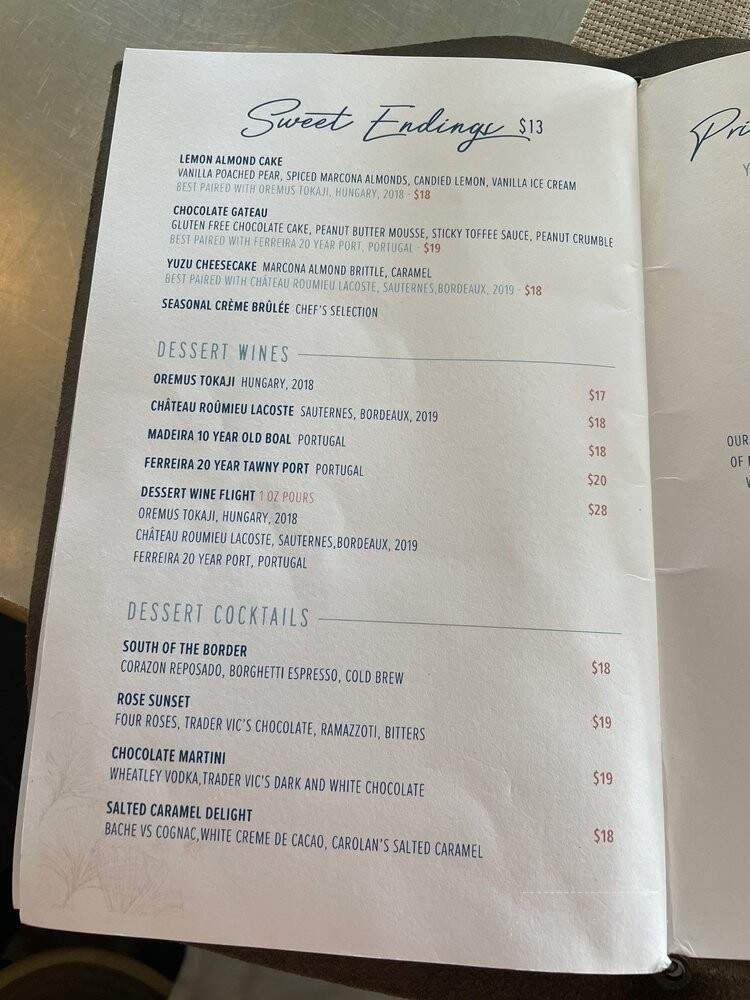 Sweet Endings $13
LEMON ALMOND CAKE
VANILLA POACHED PEAR, SPICED MARCONA ALMONDS, CANDIED LEMON, VANILLA ICE CREAM
BEST PAIRED WITH OREMUS TOKAJI, HUNGARY, 2018 - $18
CHOCOLATE GATEAU
GLUTEN FREE CHOCOLATE CAKE, PEANUT BUTTER MOUSSE, STICKY TOFFEE SAUCE, PEANUT CRUMBLE
BEST PAIRED WITH FERREIRA 20 YEAR PORT, PORTUGAL - $19
YUZU CHEESECAKE MARCONA ALMOND BRITTLE, CARAMEL
BEST PAIRED WITH CHÂTEAU ROUMIEU LACOSTE, SAUTERNES,BORDEAUX, 2019 - $18
SEASONAL CRÈME BRÛLÉE CHEF'S SELECTION
DESSERT WINES
OREMUS TOKAJI HUNGARY, 2018 $17
CHÂTEAU ROÛMIEU LACOSTE SAUTERNES, BORDEAUX, 2019 $18
MADEIRA 10 YEAR OLD BOAL PORTUGAL $18
FERREIRA 20 YEAR TAWNY PORT PORTUGAL $20
DESSERT WINE FLIGHT 1 OZ POURS $28
OREMUS TOKAJI, HUNGARY, 2018
CHÂTEAU ROUMIEU LACOSTE, SAUTERNES,BORDEAUX, 2019
FERREIRA 20 YEAR PORT, PORTUGAL
DESSERT COCKTAILS
SOUTH OF THE BORDER
CORAZON REPOSADO, BORGHETTI ESPRESSO, COLD BREW $18
ROSE SUNSET
FOUR ROSES, TRADER VIC'S CHOCOLATE, RAMAZZOTI, BITTERS $19
CHOCOLATE MARTINI
WHEATLEY VODKA,TRADER VIC'S DARK AND WHITE CHOCOLATE $19
SALTED CARAMEL DELIGHT
BACHE VS COGNAC,WHITE CREME DE CACAO, CAROLAN'S SALTED CARAMEL $18
Pri
Y
OUR
OF